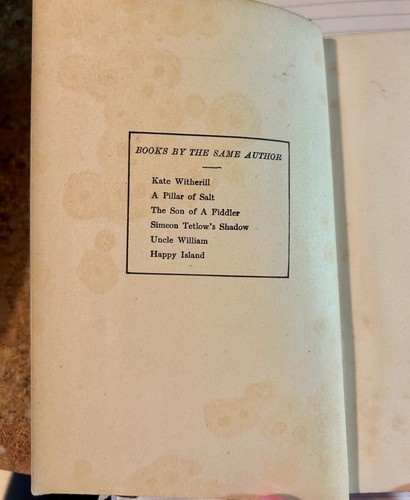 BOOKS BY THE SAME AUTHOR
Kate Witherill
A Pillar of Salt
The Son of A Fiddler
Simeon Tetlow's Shadow
Uncle William
Happy Island